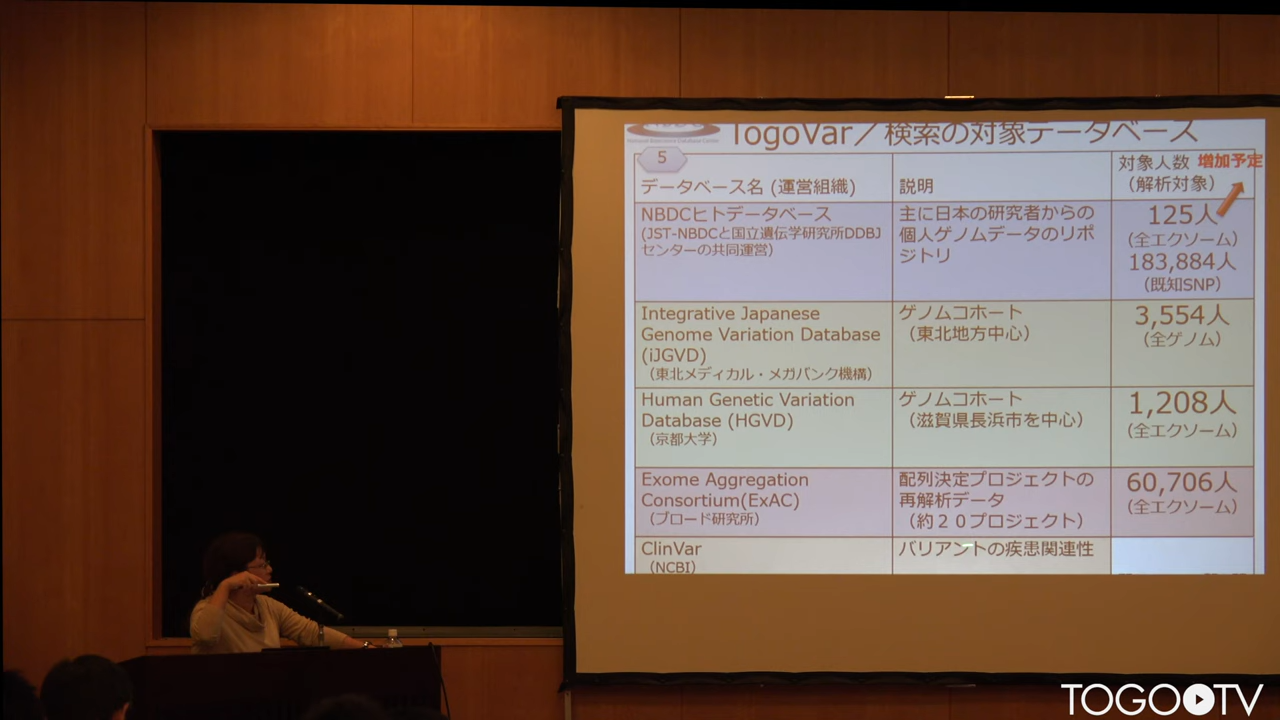 TogoVar／検索の対象データベース
5
データベース名 (運営組織)
説明
対象人数 増加予定
（解析対象）
NBDCヒトデータベース
(JST-NBDCと国立遺伝学研究所DDBJ
センターの共同運営)
主に日本の研究者からの
個人ゲノムデータのリポ
ジトリ
125人
(全エクソーム)
183,884人
（既知SNP）
Integrative Japanese
Genome Variation Database
(iJGVD)
（東北メディカル・メガバンク機構）
ゲノムコホート
（東北地方中心）
3,554人
（全ゲノム）
Human Genetic Variation
Database (HGVD)
（京都大学）
ゲノムコホート
（滋賀県長浜市を中心）
1,208人
(全エクソーム)
Exome Aggregation
Consortium(ExAC)
（ブロード研究所）
配列決定プロジェクトの
再解析データ
（約２０プロジェクト）
60,706人
(全エクソーム)
ClinVar
(NCBI)
バリアントの疾患関連性
TOGO TV